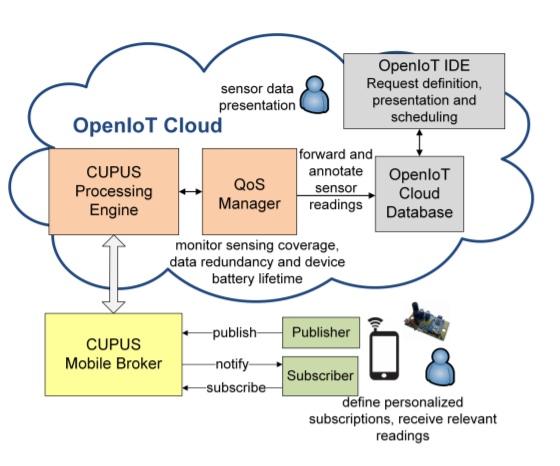 OpenIoT IDE
Request definition,
presentation and
scheduling
sensor data
presentation
OpenIoT Cloud
CUPUS
Processing
Engine
QoS
Manager
forward and
annotate
sensor
readings
OpenIoT
Cloud
Database
monitor sensing coverage,
data redundancy and device
battery lifetime
CUPUS
Mobile Broker
publish
Publisher
notify
subscribe
Subscriber
define personalized
subscriptions, receive relevant
readings